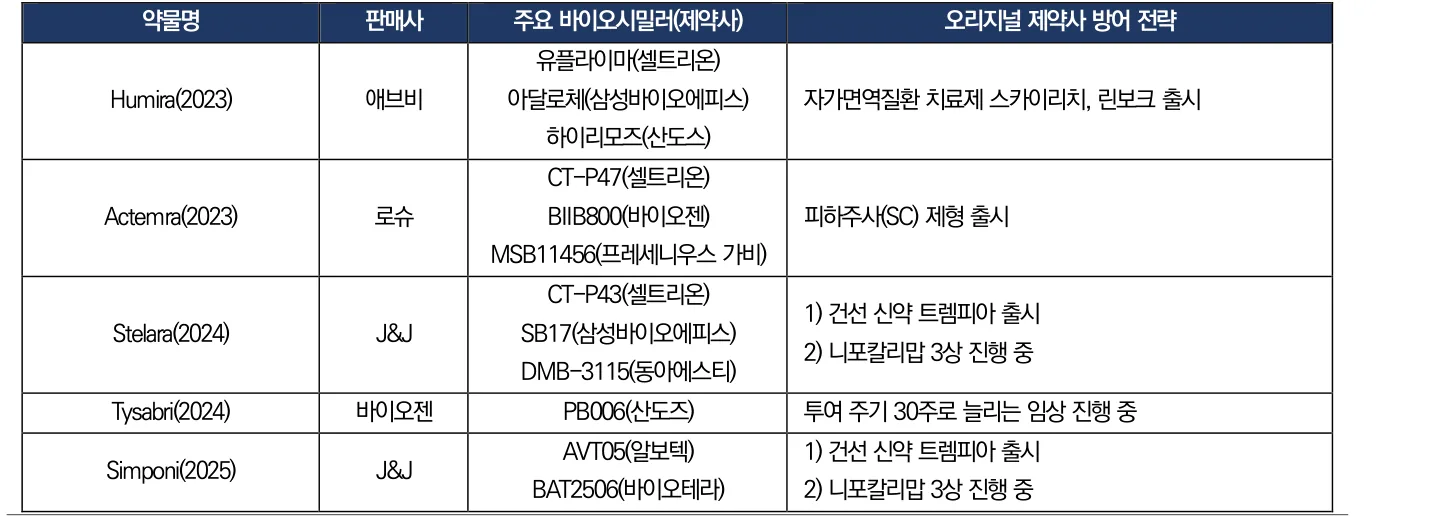 약물명 판매사 주요 바이오시밀러(제약사) 오리지널 제약사 방어 전략
Humira(2023) 애브비 유플라이마(셀트리온)
아달로체(삼성바이오에피스)
하이리모즈(산도스)
자가면역질환 치료제 스카이리치, 린보크 출시
Actemra(2023) 로슈 CT-P47(셀트리온)
BIIB800(바이오젠)
MSB11456(프레세니우스 가비)
피하주사(SC) 제형 출시
Stelara(2024) J&J CT-P43(셀트리온)
SB17(삼성바이오에피스)
DMB-3115(동아에스티)
1) 건선 신약 트렘피아 출시
2) 니포칼리맙 3상 진행 중
Tysabri(2024) 바이오젠 PB006(산도즈) 투여 주기 30주로 늘리는 임상 진행 중
Simponi(2025) J&J AVT05(알보텍)
BAT2506(바이오테라)
1) 건선 신약 트렘피아 출시
2) 니포칼리맙 3상 진행 중